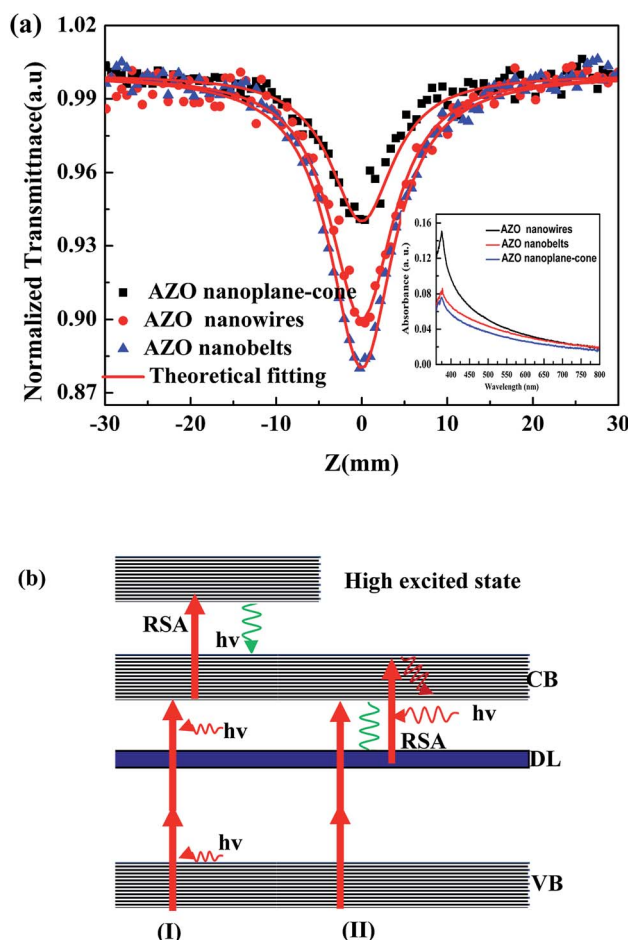 (a)
1.02
0.99
0.96
0.93
0.90
0.87
Normalized Transmittnace(a.u)
AZO nanoplane-cone
AZO nanowires
AZO nanobelts
Theoretical fitting
-30 -20 -10 0 10 20 30
Z(mm)
0.16
0.12
0.08
0.04
0.00
Absorbance (a. u.)
AZO nanowires
AZO nanobelts
AZO nanoplane-cone
400 450 500 550 600 650 700 750 800
Wavelength (nm)
(b)
High excited state
RSA
hv
CB
hv
hv
RSA
DL
hv
VB
(I)
(II)